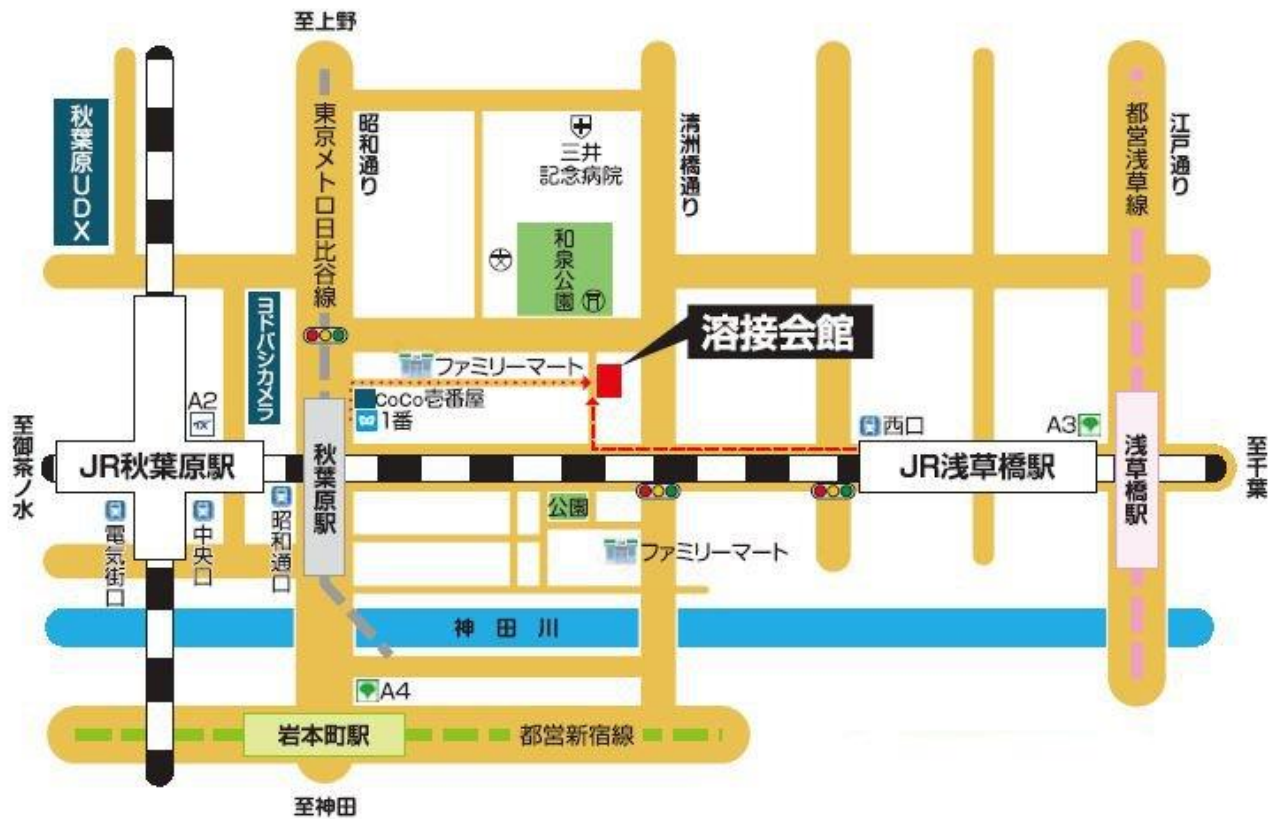 至上野
秋葉原UDX
東京メトロ日比谷線
昭和通り
三井
記念病院
清洲橋通り
都営浅草線
江戸通り
和泉公園
ヨドバシカメラ
溶接会館
ファミリーマート
CoCo壱番屋
1番
A2
至御茶ノ水
JR秋葉原駅
秋葉原駅
西口
A3
JR浅草橋駅
浅草橋駅
至千葉
電気街口
中央口
昭和通口
公園
ファミリーマート
神田川
A4
岩本町駅
都営新宿線
至神田